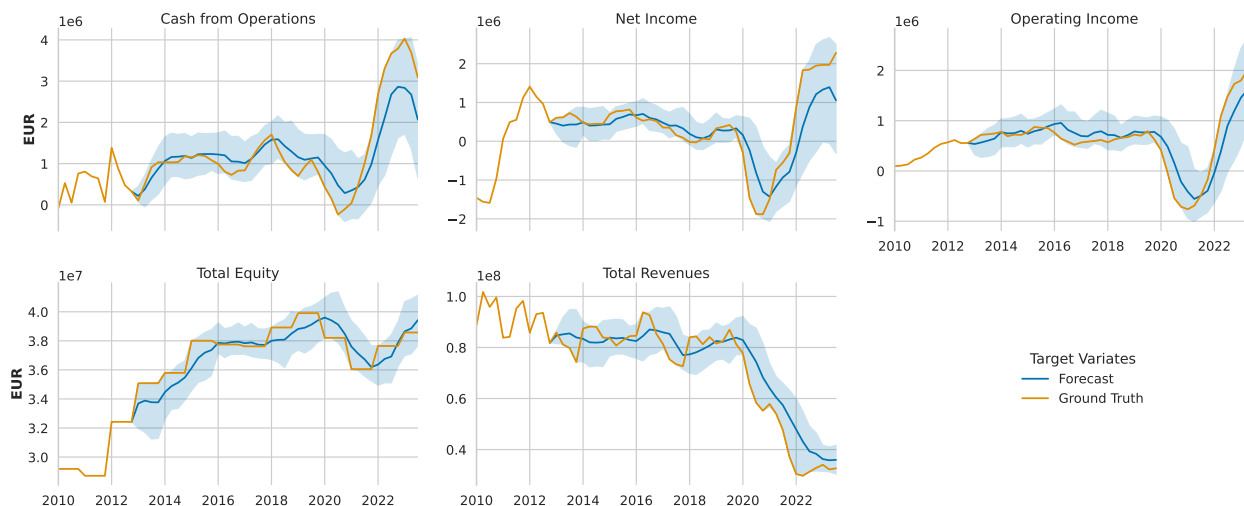 Cash from Operations
1e6
EUR
4
3
2
1
0
Net Income
1e6
2
1
0
−1
−2
Operating Income
1e6
2
1
0
−1
2010 2012 2014 2016 2018 2020 2022
Total Equity
1e7
EUR
4.0
3.8
3.6
3.4
3.2
3.0
2010 2012 2014 2016 2018 2020 2022
Total Revenues
1e8
1.0
0.8
0.6
0.4
2010 2012 2014 2016 2018 2020 2022
Target Variates
Forecast
Ground Truth